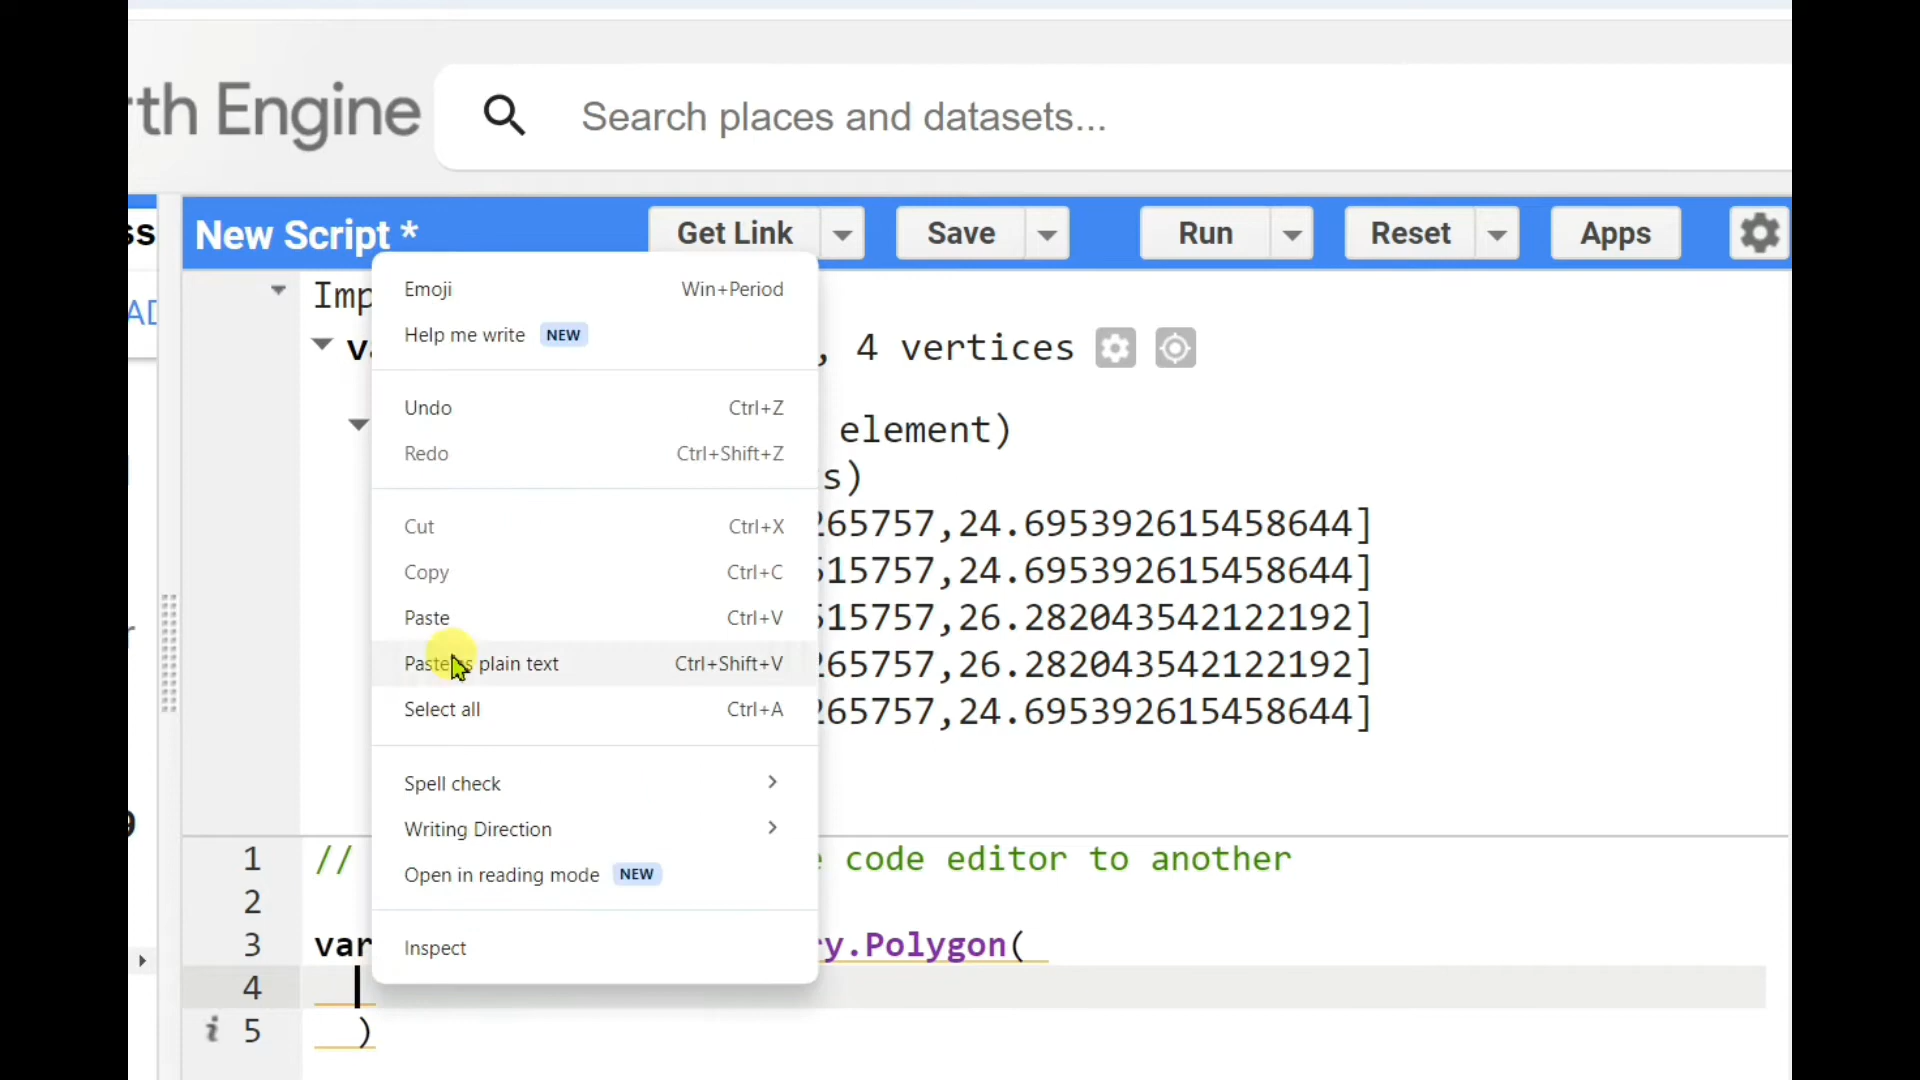 rth Engine
Search places and datasets...
New Script *
Get Link
Save
Run
Reset
Apps
Emoji Win+Period
Help me write NEW
, 4 vertices
Undo Ctrl+Z
Redo Ctrl+Shift+Z
element)
s)
Cut Ctrl+X
265757,24.695392615458644]
Copy Ctrl+C
515757,24.695392615458644]
Paste Ctrl+V
515757,26.282043542122192]
Paste as plain text Ctrl+Shift+V
265757,26.282043542122192]
Select all Ctrl+A
265757,24.695392615458644]
Spell check
Writing Direction
Open in reading mode NEW
Inspect
1 // code editor to another
2
3 var ry.Polygon(
4
i 5 )